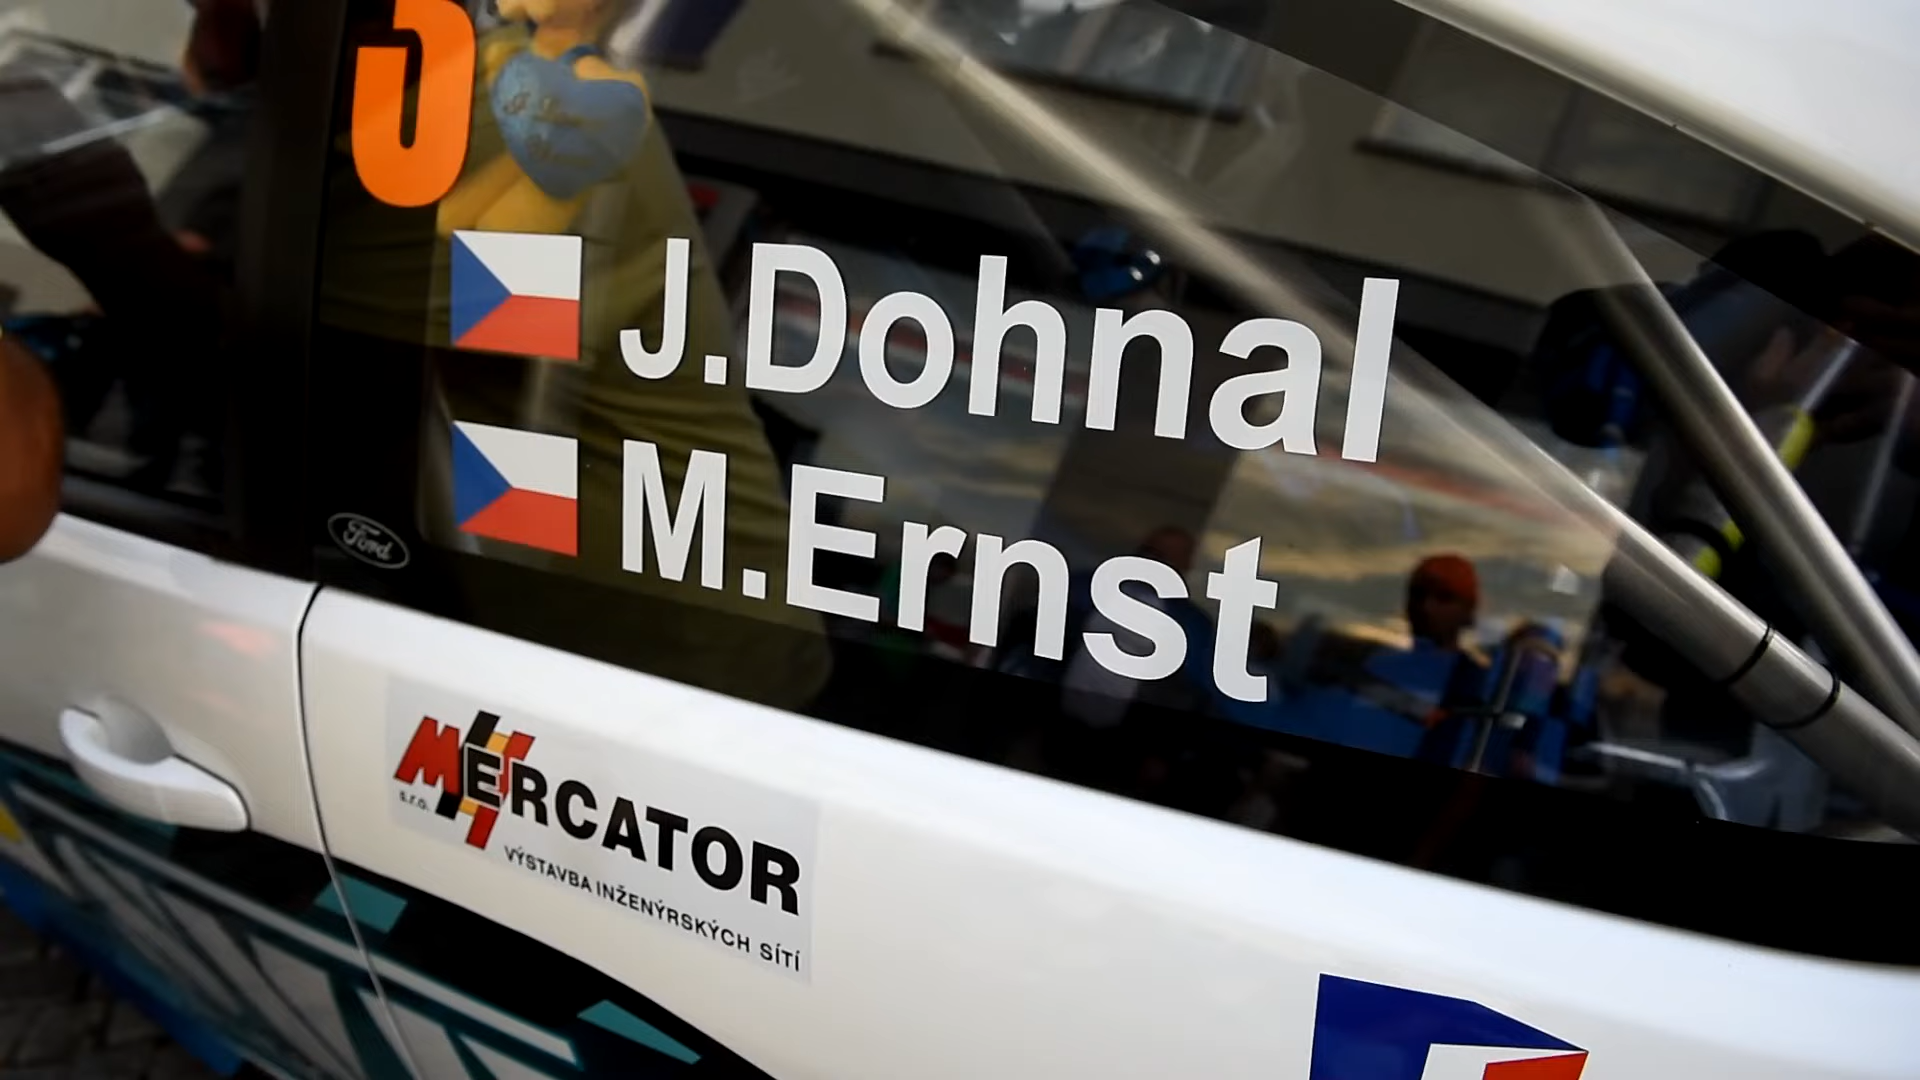 J.Dohnal
M.Ernst
Ford
MERCATOR
s.r.o.
VÝSTAVBA INŽENÝRSKÝCH SÍTÍ